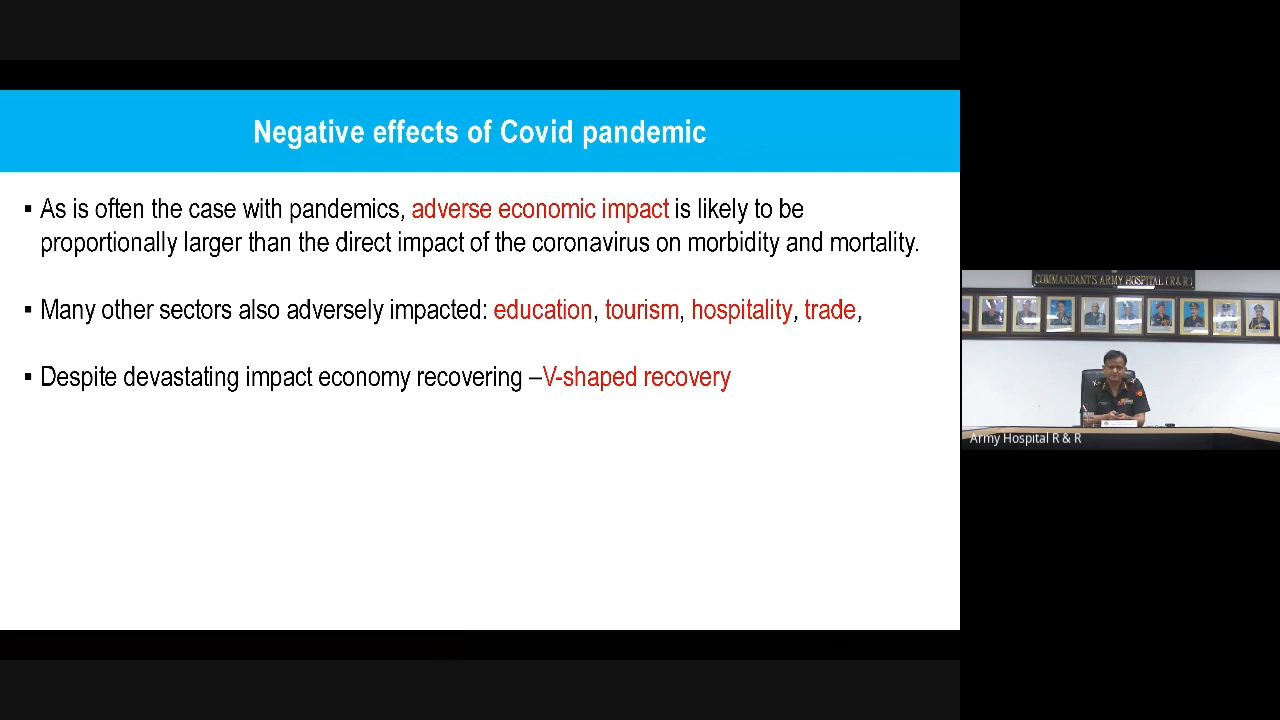 Negative effects of Covid pandemic
▪ As is often the case with pandemics, adverse economic impact is likely to be
proportionally larger than the direct impact of the coronavirus on morbidity and mortality.
▪ Many other sectors also adversely impacted: education, tourism, hospitality, trade,
▪ Despite devastating impact economy recovering –V-shaped recovery
COMMANDANT'S ARMY HOSPITAL (R & R)
Army Hospital R & R